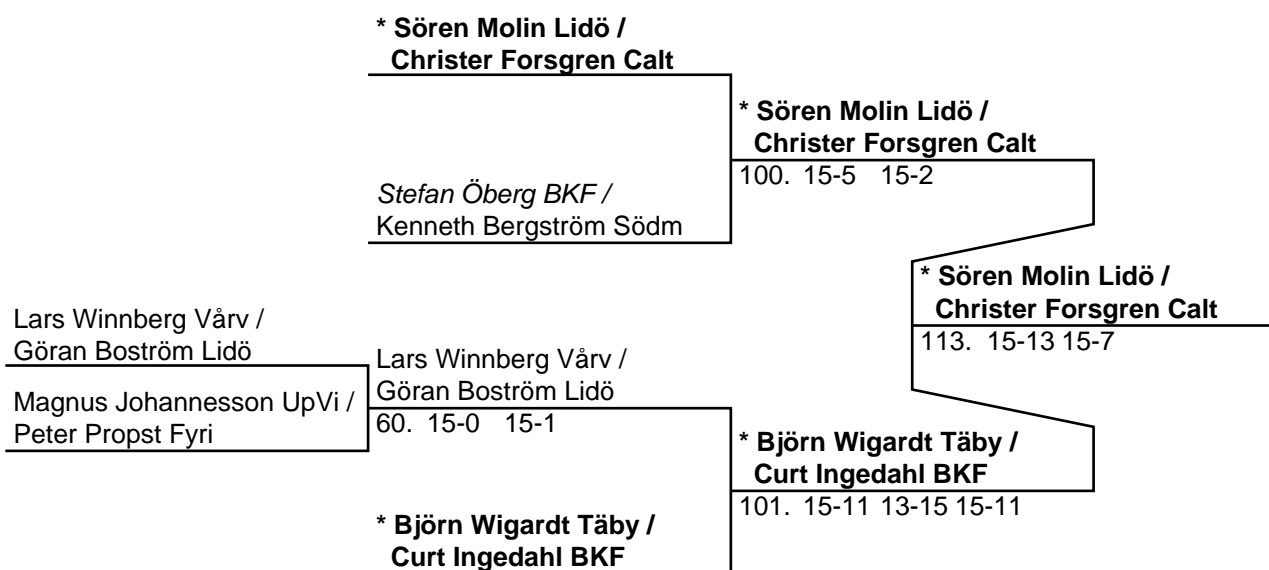 * Sören Molin Lidö /
Christer Forsgren Calt
* Sören Molin Lidö /
Christer Forsgren Calt
100. 15-5 15-2
Stefan Öberg BKF /
Kenneth Bergström Södm
* Sören Molin Lidö /
Christer Forsgren Calt
113. 15-13 15-7
Lars Winnberg Vårv /
Göran Boström Lidö
Lars Winnberg Vårv /
Göran Boström Lidö
60. 15-0 15-1
Magnus Johannesson UpVi /
Peter Propst Fyri
* Björn Wigardt Täby /
Curt Ingedahl BKF
101. 15-11 13-15 15-11
* Björn Wigardt Täby /
Curt Ingedahl BKF